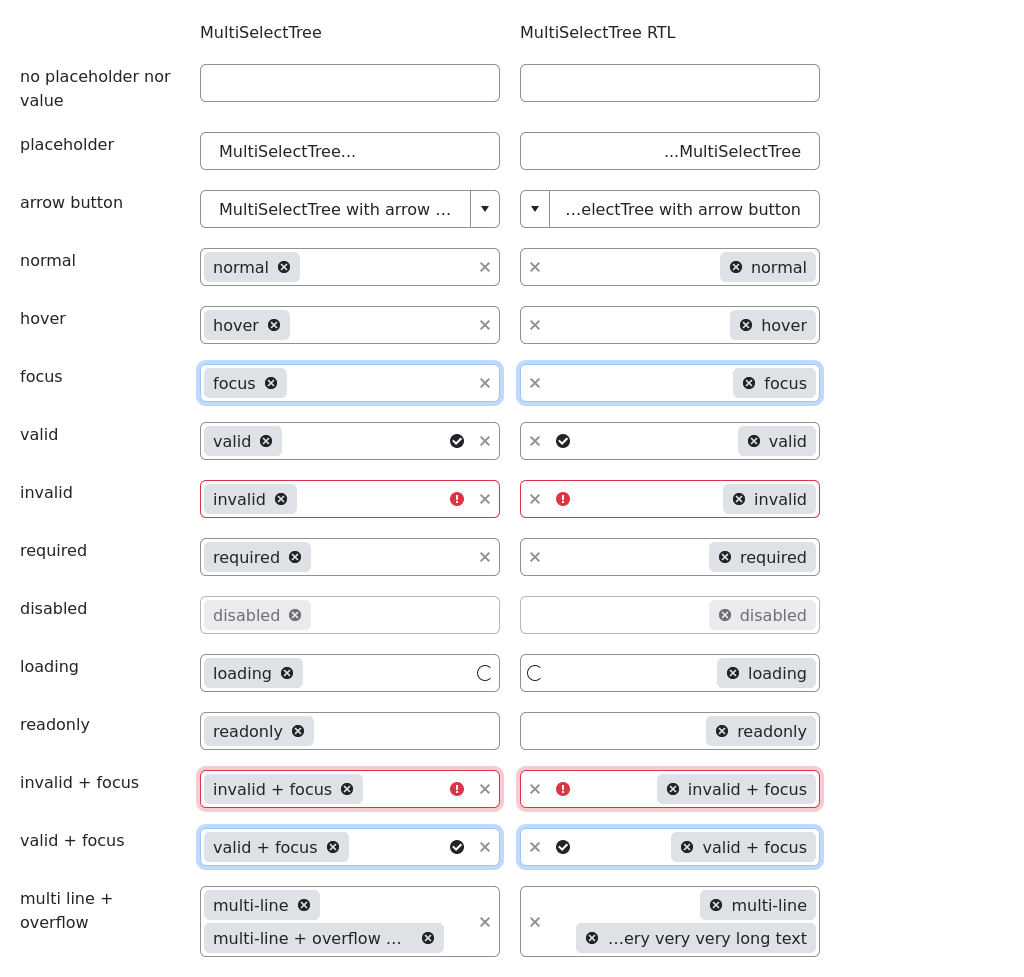 MultiSelectTree MultiSelectTree RTL
no placeholder nor
value
placeholder MultiSelectTree... ...MultiSelectTree
arrow button MultiSelectTree with arrow ... ...electTree with arrow button
normal normal normal
hover hover hover
focus focus focus
valid valid valid
invalid invalid invalid
required required required
disabled disabled disabled
loading loading loading
readonly readonly readonly
invalid + focus invalid + focus invalid + focus
valid + focus valid + focus valid + focus
multi line + multi-line multi-line
overflow multi-line + overflow ... ...ery very very long text